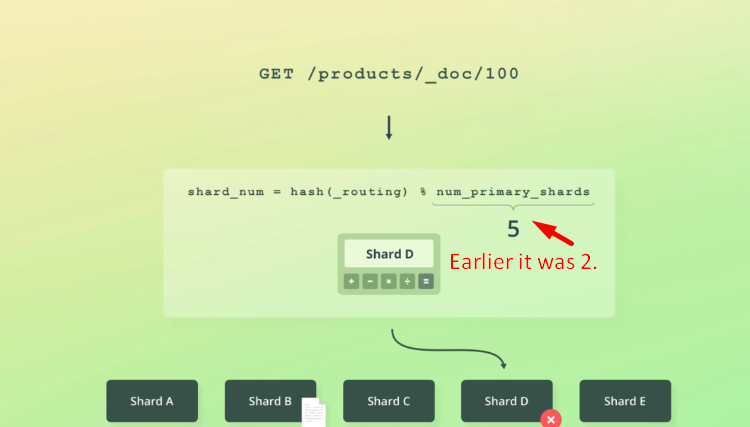 GET /products/_doc/100
shard_num = hash(_routing) % num_primary_shards
5
Shard D
Earlier it was 2.
+ - × ÷ =
Shard A
Shard B
Shard C
Shard D
Shard E